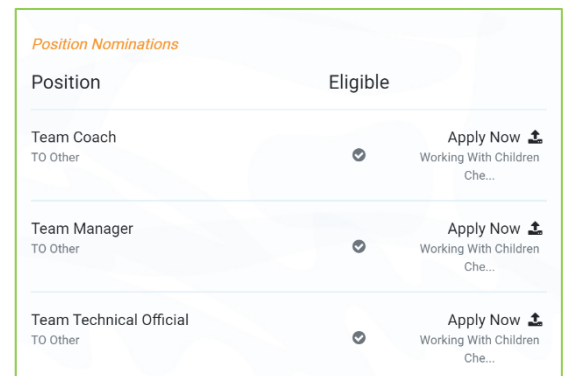 Position Nominations
Position Eligible
Team Coach Apply Now
TO Other Working With Children
Che...
Team Manager Apply Now
TO Other Working With Children
Che...
Team Technical Official Apply Now
TO Other Working With Children
Che...